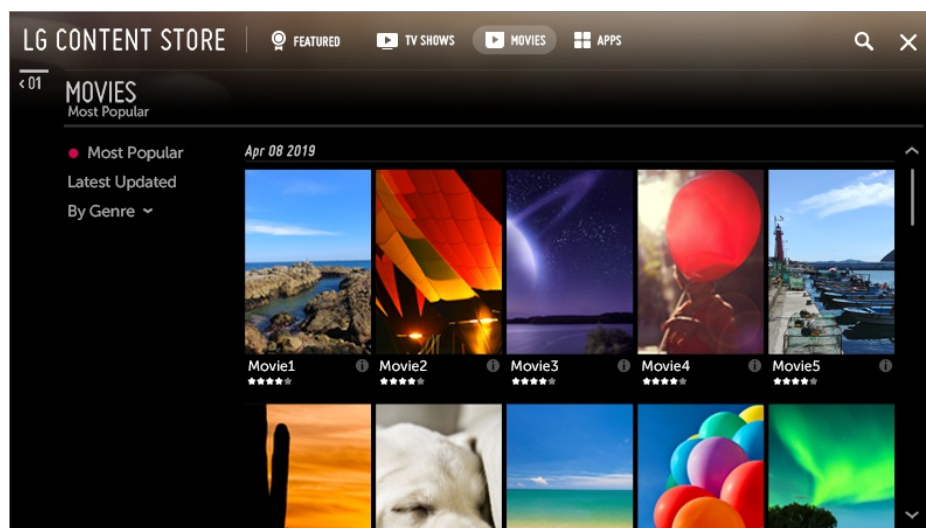 LG CONTENT STORE FEATURED TV SHOWS MOVIES APPS
<01
MOVIES
Most Popular
Most Popular
Latest Updated
By Genre
Apr 08 2019
Movie1 Movie2 Movie3 Movie4 Movie5